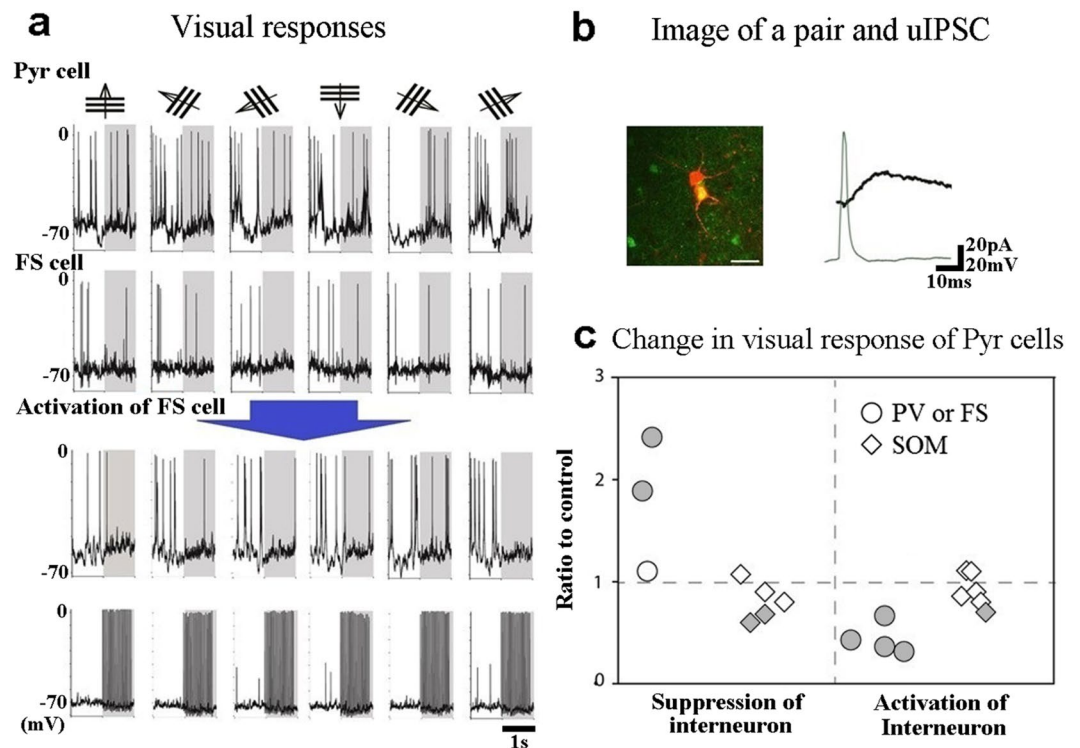 a
Visual responses
Pyr cell
0
-70
FS cell
0
-70
Activation of FS cell
0
-70
0
-70
(mV)
1s
b
Image of a pair and uIPSC
20pA
20mV
10ms
c Change in visual response of Pyr cells
3
2
1
0
Ratio to control
PV or FS
SOM
Suppression of
interneuron
Activation of
Interneuron